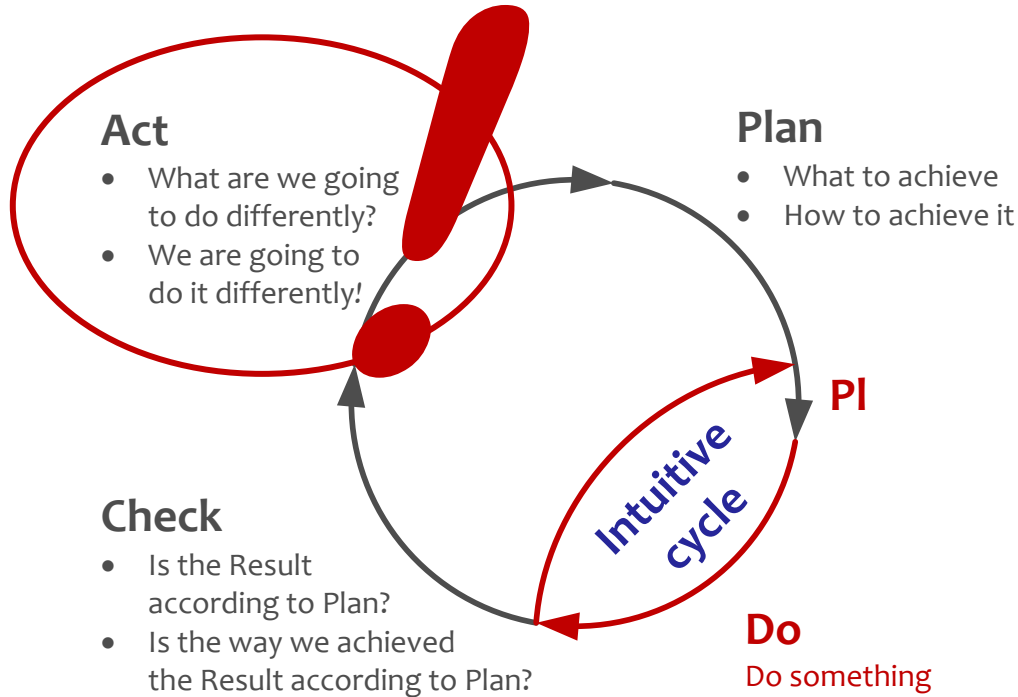 Act
• What are we going
to do differently?
• We are going to
do it differently!
Plan
• What to achieve
• How to achieve it
Pl
Intuitive
cycle
Do
Do something
Check
• Is the Result
according to Plan?
• Is the way we achieved
the Result according to Plan?